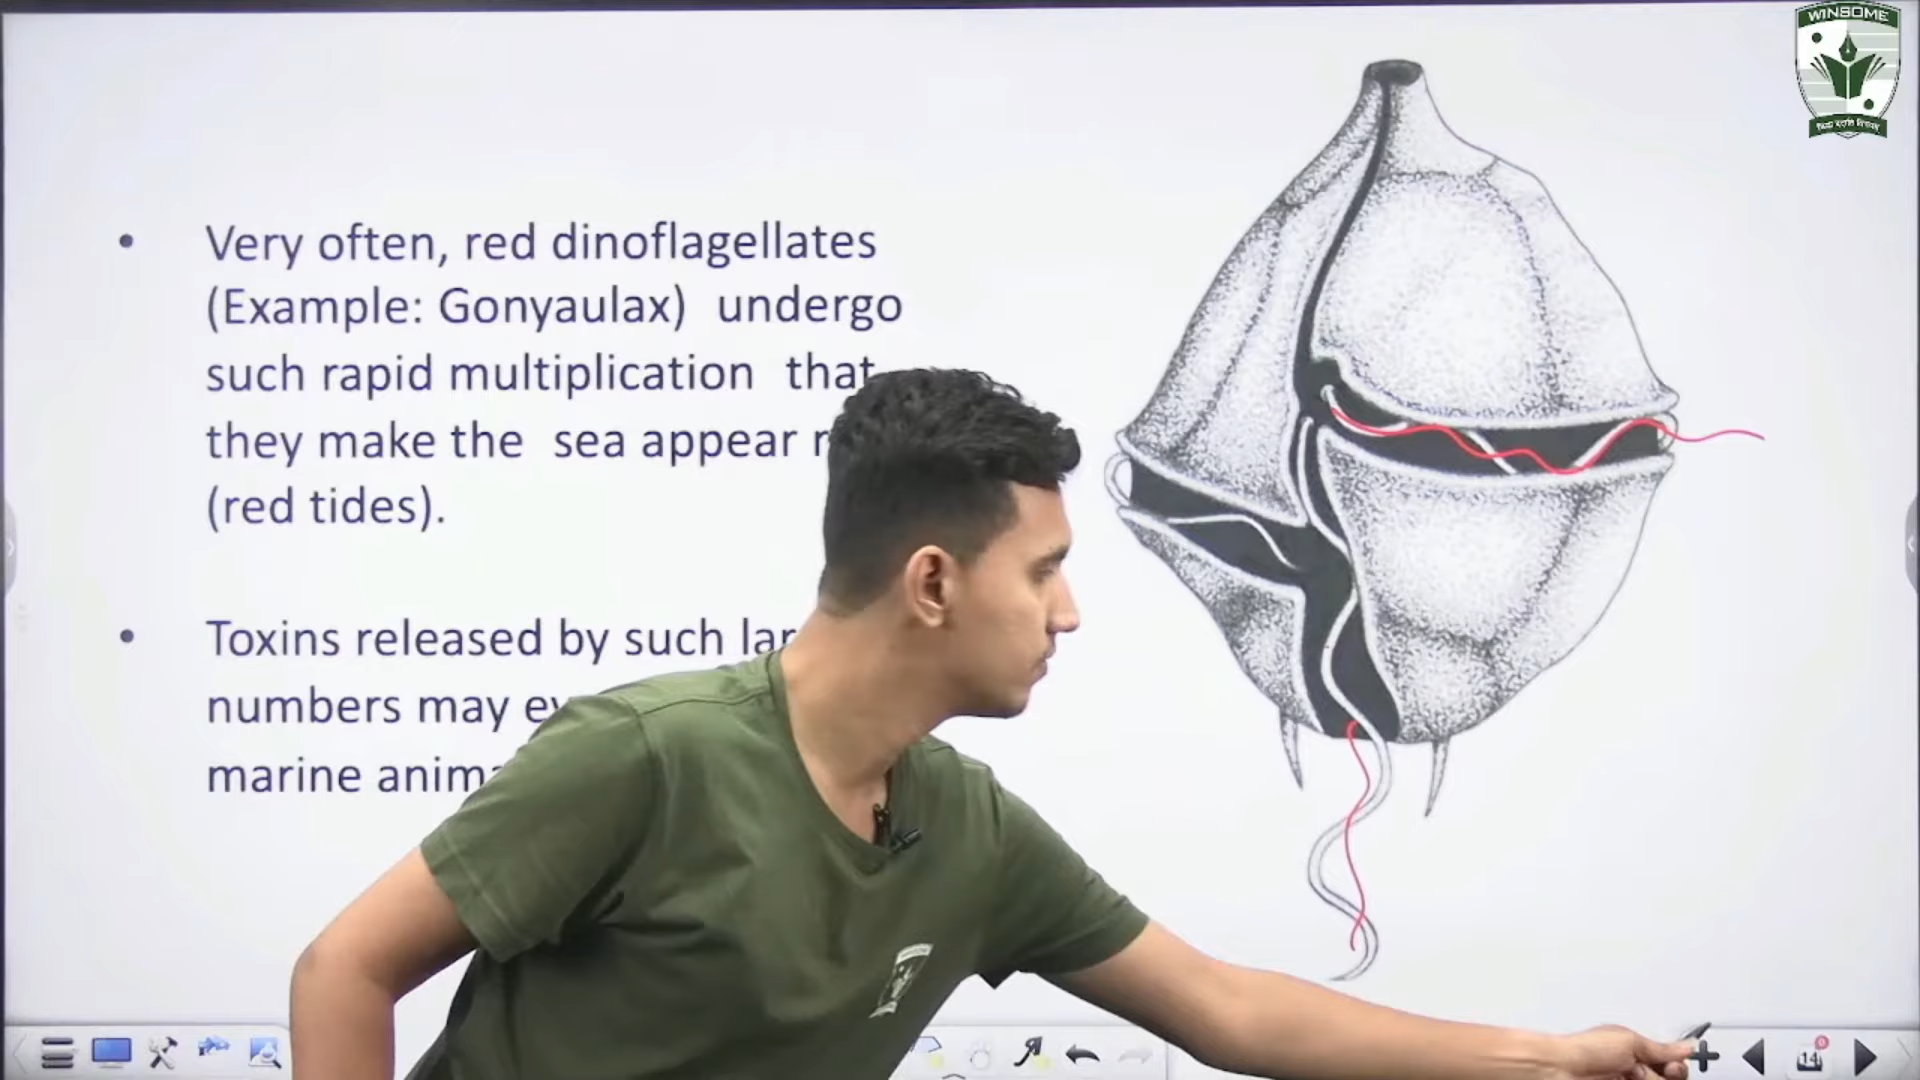 WINSOME
• Very often, red dinoflagellates
(Example: Gonyaulax) undergo
such rapid multiplication that
they make the sea appear
(red tides).
• Toxins released by such
numbers may
marine
14